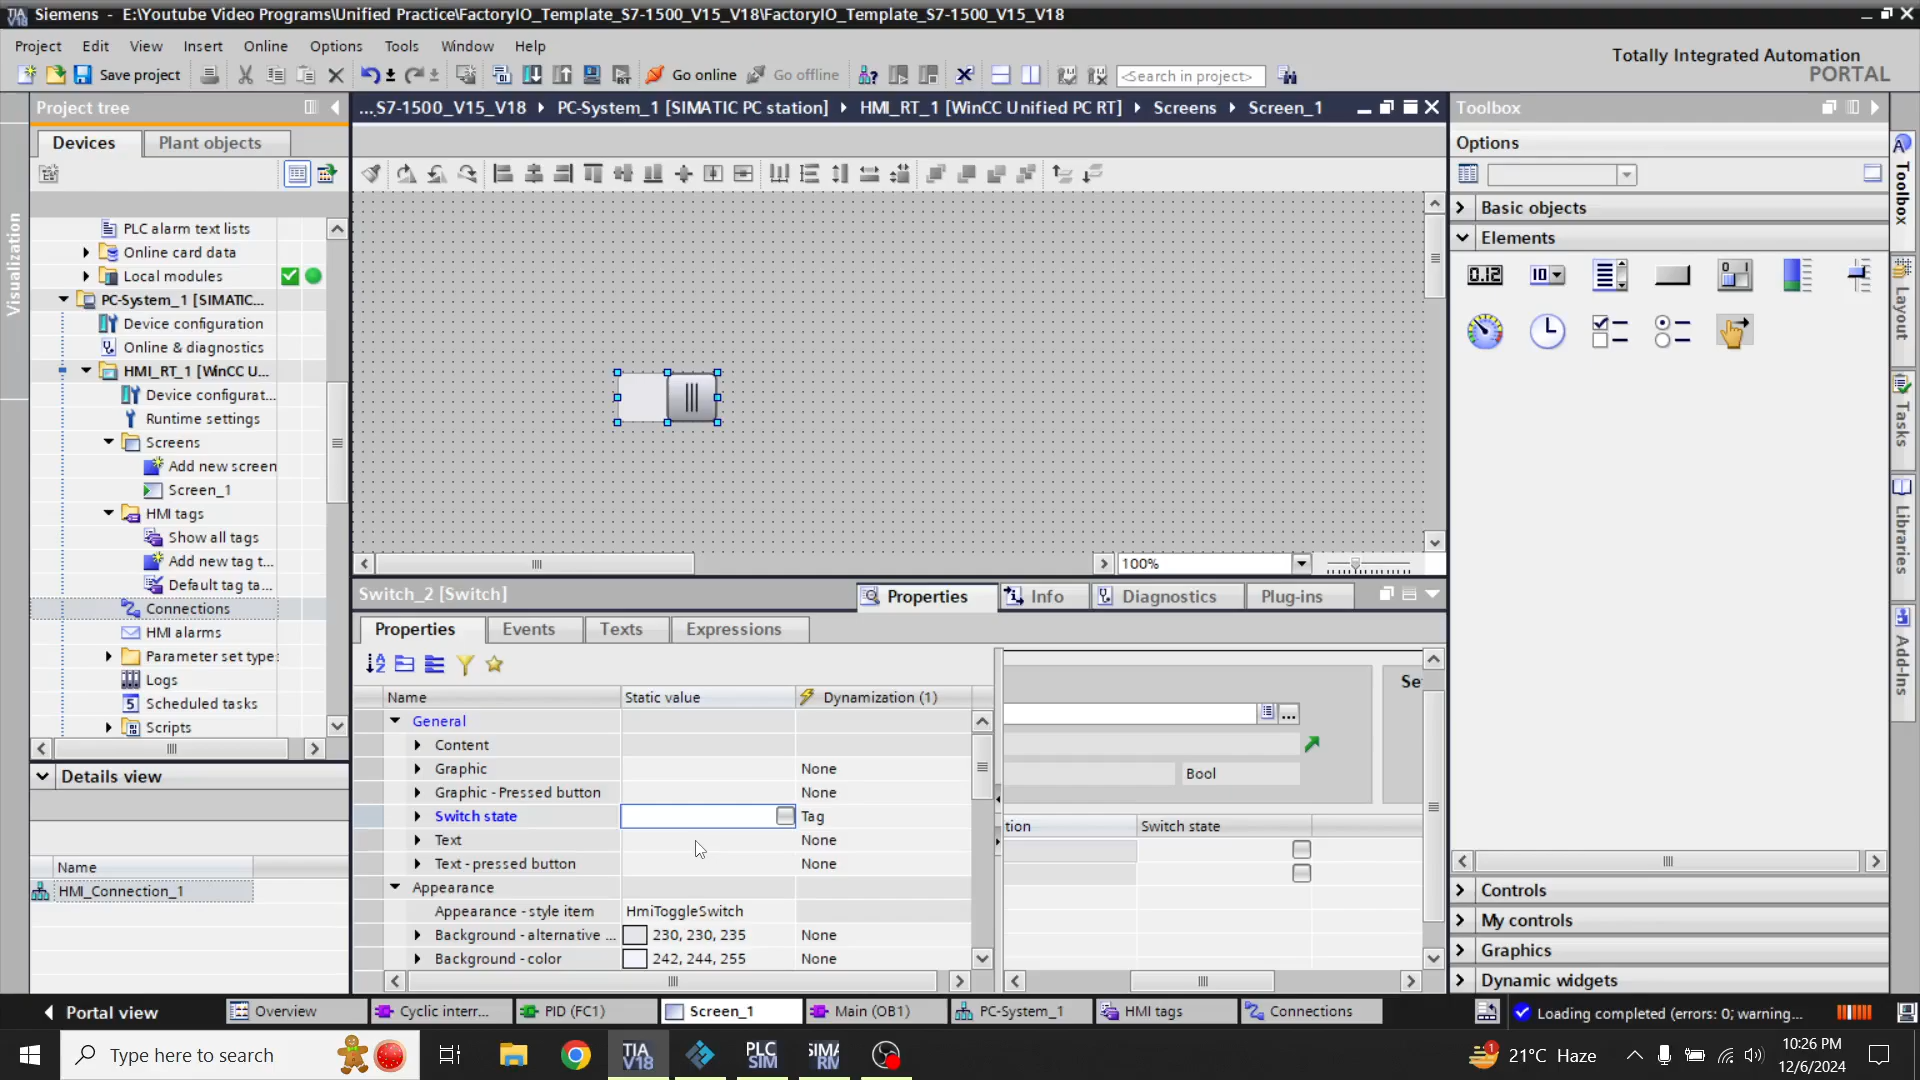 Siemens - E:\Youtube Video Programs\Unified Practice\FactoryIO_Template_S7-1500_V15_V18\FactoryIO_Template_S7-1500_V15_V18
Project Edit View Insert Online Options Tools Window Help
Totally Integrated Automation
PORTAL
Save project
Go online
Go offline
<Search in project>
Project tree
...S7-1500_V15_V18 PC-System_1 [SIMATIC PC station] HMI_RT_1 [WinCC Unified PC RT] Screens Screen_1
Toolbox
Devices
Plant objects
Options
PLC alarm text lists
Online card data
Local modules
PC-System_1 [SIMATIC...
Device configuration
Online & diagnostics
HMI_RT_1 [WinCC U...
Device configurat...
Runtime settings
Screens
Add new screen
Screen_1
HMI tags
Show all tags
Add new tag t...
Default tag ta...
Connections
HMI alarms
Parameter set type:
Logs
Scheduled tasks
Scripts
Visualization
Basic objects
Elements
0.12
10
Controls
My controls
Graphics
Dynamic widgets
Toolbox
Layout
Tasks
Libraries
Add-Ins
100%
Switch_2 [Switch]
Properties
Info
Diagnostics
Plug-ins
Properties
Events
Texts
Expressions
Name
Static value
Dynamization (1)
General
Content
Graphic None
Graphic - Pressed button None
Switch state Tag
Text None
Text - pressed button None
Appearance
Appearance - style item HmiToggleSwitch
Background - alternative ... 230, 230, 235 None
Background - color 242, 244, 255 None
Se
Bool
tion
Switch state
Details view
Name
HMI_Connection_1
Portal view
Overview
Cyclic interr...
PID (FC1)
Screen_1
Main (OB1)
PC-System_1
HMI tags
Connections
Loading completed (errors: 0; warning...
Type here to search
TIA
V18
PLC
SIM
21°C Haze
10:26 PM
12/6/2024